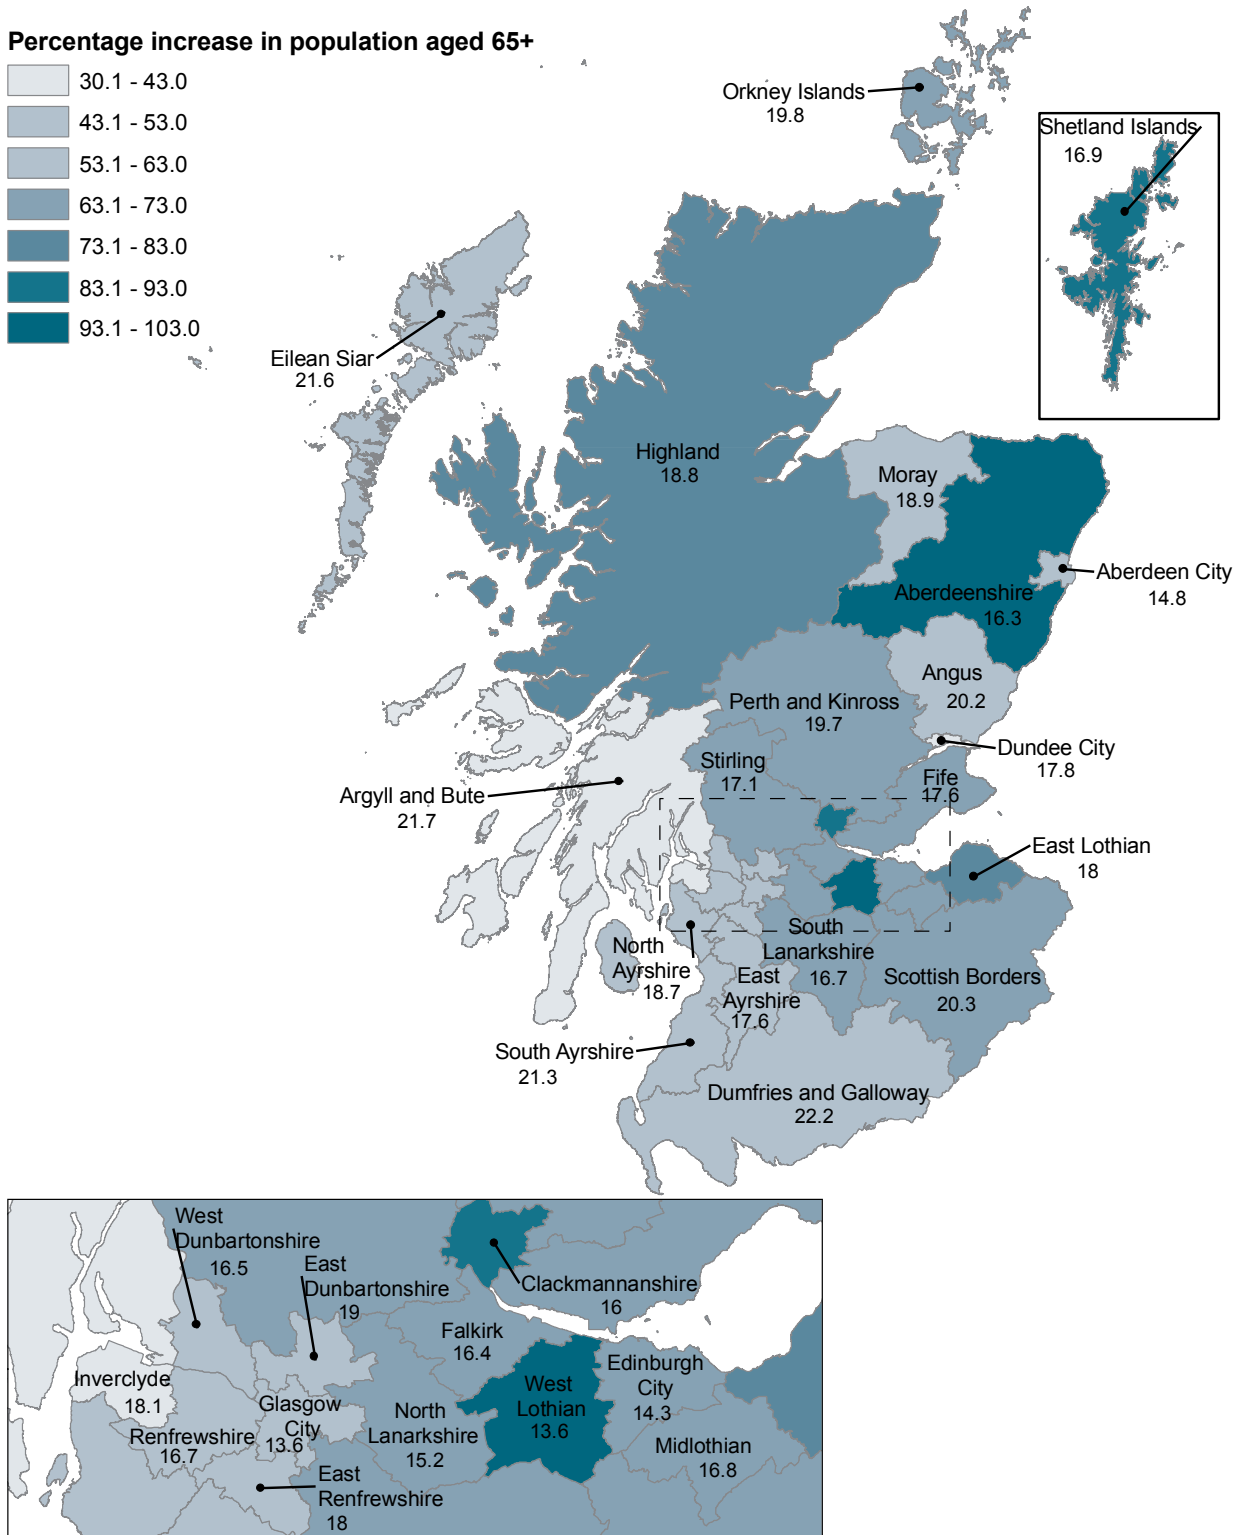 Percentage increase in population aged 65+
30.1 - 43.0
43.1 - 53.0
53.1 - 63.0
63.1 - 73.0
73.1 - 83.0
83.1 - 93.0
93.1 - 103.0
Orkney Islands
19.8
Shetland Islands
16.9
Eilean Siar
21.6
Highland
18.8
Moray
18.9
Aberdeen City
14.8
Aberdeenshire
16.3
Angus
20.2
Perth and Kinross
19.7
Dundee City
17.8
Stirling
17.1
Fife
17.6
Argyll and Bute
21.7
East Lothian
18
South
Lanarkshire
16.7
North
Ayrshire
18.7
East
Ayrshire
17.6
Scottish Borders
20.3
South Ayrshire
21.3
Dumfries and Galloway
22.2
West
Dunbartonshire
16.5
East
Dunbartonshire
19
Clackmannanshire
16
Falkirk
16.4
Edinburgh
City
14.3
West
Lothian
13.6
Inverclyde
18.1
Glasgow
City
13.6
North
Lanarkshire
15.2
Renfrewshire
16.7
Midlothian
16.8
East
Renfrewshire
18